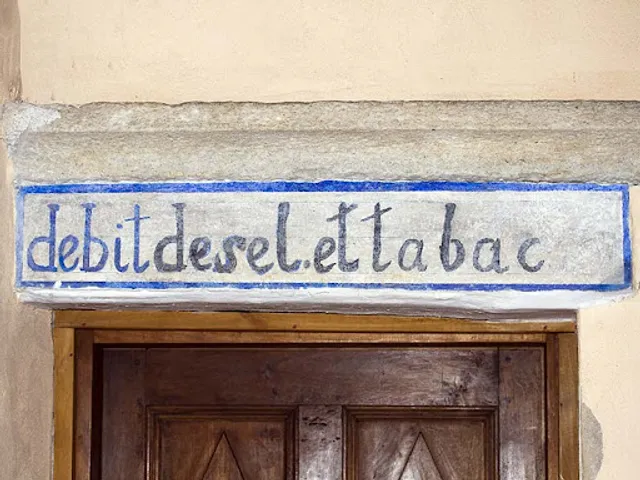 debit de sel. et tabac